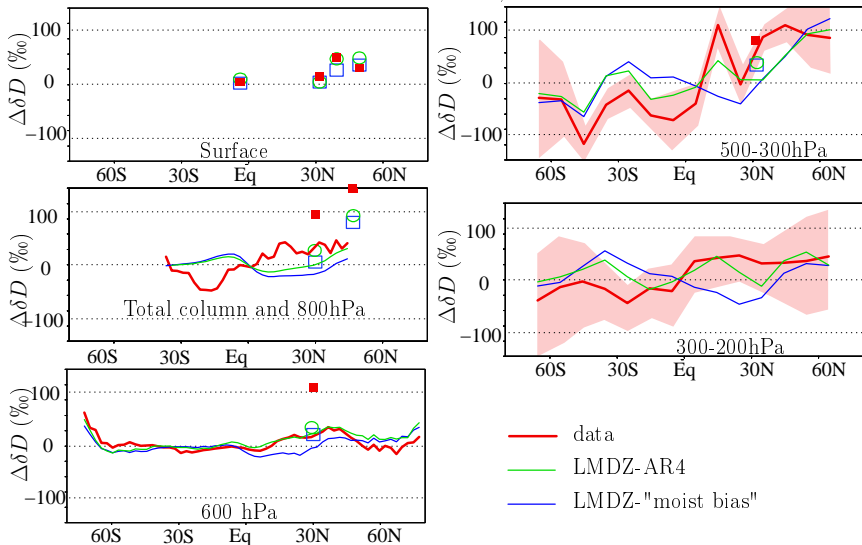 ΔδD (‰)
100
0
−100
Surface
60S 30S Eq 30N 60N
ΔδD (‰)
100
0
−100
Total column and 800hPa
60S 30S Eq 30N 60N
ΔδD (‰)
100
0
−100
600 hPa
60S 30S Eq 30N 60N
ΔδD (‰)
100
0
−100
500-300hPa
60S 30S Eq 30N 60N
ΔδD (‰)
100
0
−100
300-200hPa
60S 30S Eq 30N 60N
data
LMDZ-AR4
LMDZ-"moist bias"